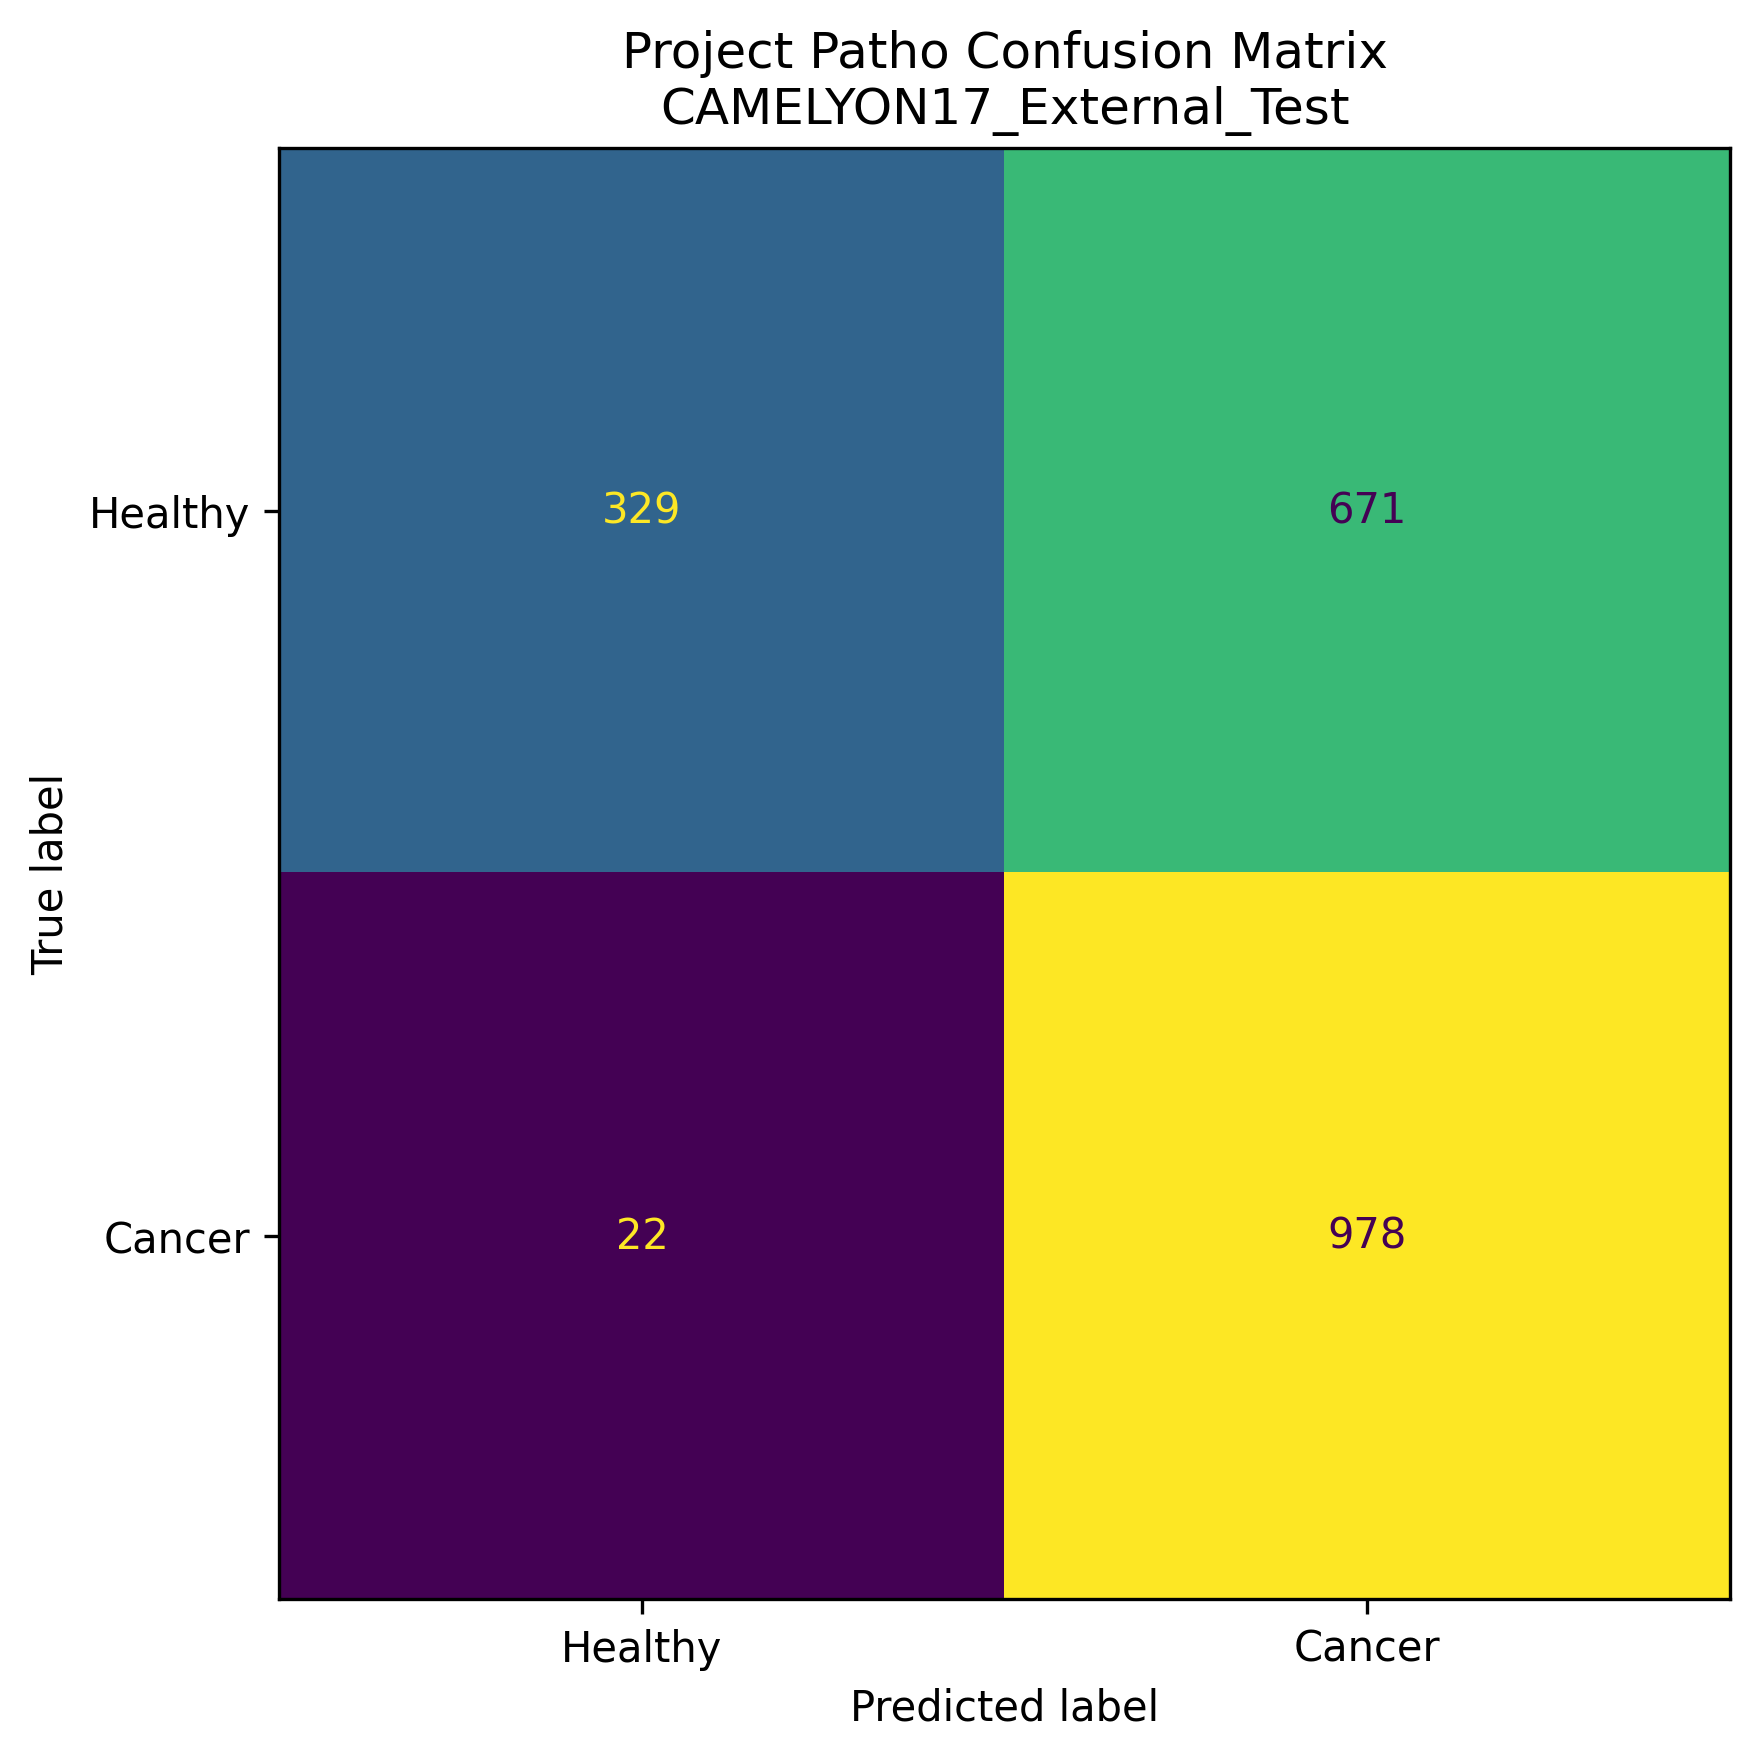 Project Patho Confusion Matrix
CAMELYON17_External_Test
Healthy
329
671
True label
Cancer
22
978
Healthy
Cancer
Predicted label